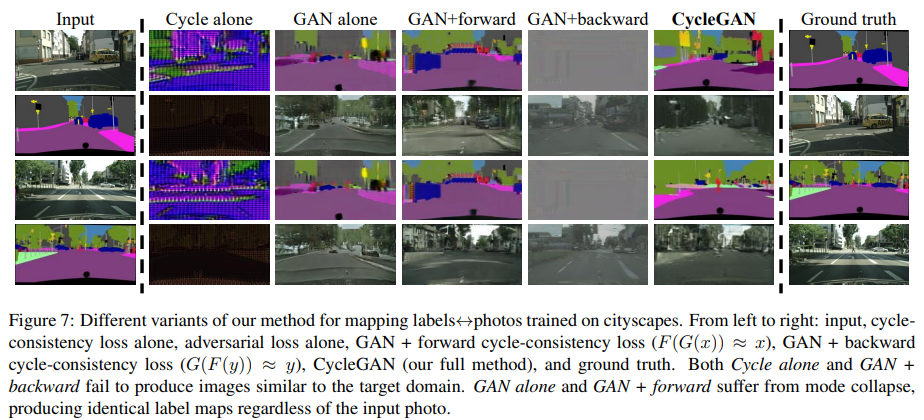 Input Cycle alone GAN alone GAN+forward GAN+backward CycleGAN Ground truth
Figure 7: Different variants of our method for mapping labels↔photos trained on cityscapes. From left to right: input, cycle-
consistency loss alone, adversarial loss alone, GAN + forward cycle-consistency loss (F(G(x)) ≈ x), GAN + backward
cycle-consistency loss (G(F(y)) ≈ y), CycleGAN (our full method), and ground truth. Both Cycle alone and GAN +
backward fail to produce images similar to the target domain. GAN alone and GAN + forward suffer from mode collapse,
producing identical label maps regardless of the input photo.